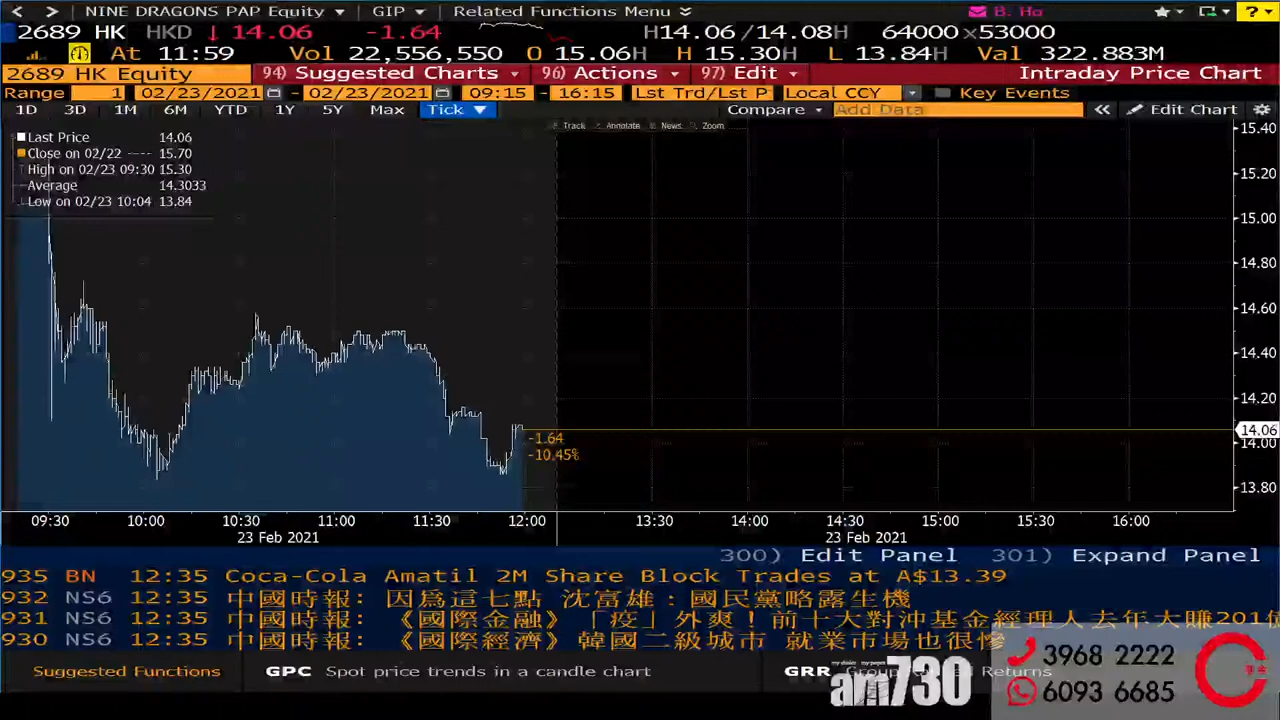 NINE DRAGONS PAP Equity GIP Related Functions Menu B. Ho ?
2689 HK HKD 14.06 -1.64 H14.06/14.08H 64000x53000
At 11:59 Vol 22,556,550 O 15.06H H 15.30H L 13.84H Val 322.883M
2689 HK Equity 94) Suggested Charts 96) Actions 97) Edit Intraday Price Chart
Range 1 02/23/2021 - 02/23/2021 09:15 - 16:15 Lst Trd/Lst P Local CCY Key Events
1D 3D 1M 6M YTD 1Y 5Y Max Tick Compare Add Data Edit Chart
Track Annotate News Zoom
Last Price 14.06
Close on 02/22 15.70
High on 02/23 09:30 15.30
Average 14.3033
Low on 02/23 10:04 13.84
15.40
15.20
15.00
14.80
14.60
14.40
14.20
14.06
14.00
13.80
-1.64
-10.45%
09:30 10:00 10:30 11:00 11:30 12:00 13:30 14:00 14:30 15:00 15:30 16:00
23 Feb 2021 23 Feb 2021
300) Edit Panel 301) Expand Panel
935 BN 12:35 Coca-Cola Amatil 2M Share Block Trades at A$13.39
932 NS6 12:35 中國時報: 因為這七點 沈富雄:國民黨略露生機
931 NS6 12:35 中國時報: 《國際金融》「疫」外爽!前十大對沖基金經理人去年大賺201億
930 NS6 12:35 中國時報: 《國際經濟》韓國二級城市 就業市場也很慘
Suggested Functions GPC Spot price trends in a candle chart GRR Returns
am730
3968 2222
6093 6685